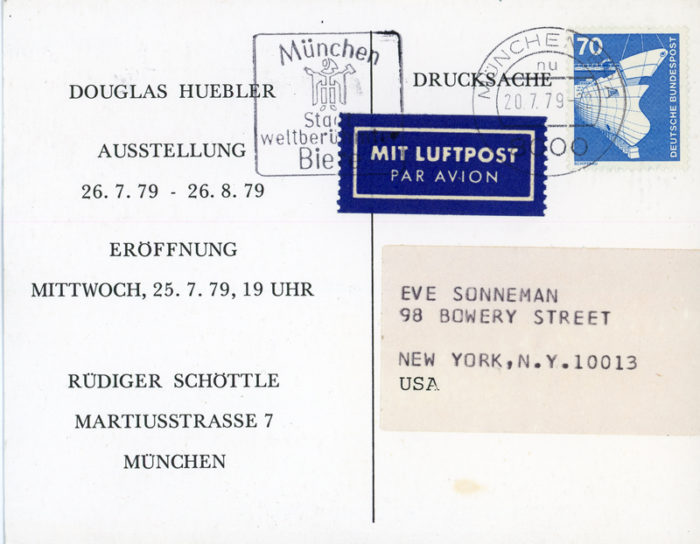 DOUGLAS HUEBLER
AUSSTELLUNG
26. 7. 79 - 26. 8. 79
ERÖFFNUNG
MITTWOCH, 25. 7. 79, 19 UHR
RÜDIGER SCHÖTTLE
MARTIUSSTRASSE 7
MÜNCHEN
München
DRUCKSACHE
MIT LUFTPOST
PAR AVION
MÜNCHEN
nu
20.7.79
70
DEUTSCHE BUNDESPOST
EVE SONNEMAN
98 BOWERY STREET
NEW YORK, N.Y. 10013
USA